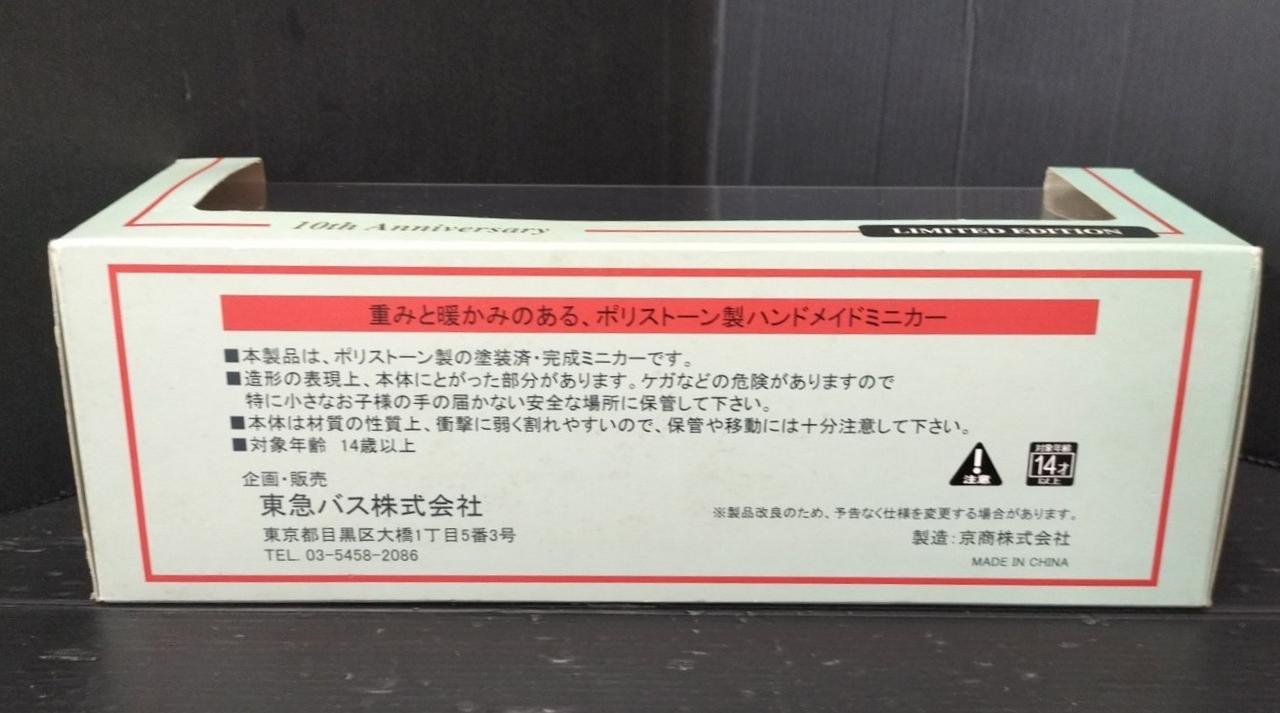 10th Anniversary
LIMITED EDITION
重みと暖かみのある、ポリストーン製ハンドメイドミニカー
■本製品は、ポリストーン製の塗装済・完成ミニカーです。
■造形の表現上、本体にとがった部分があります。ケガなどの危険がありますので
特に小さなお子様の手の届かない安全な場所に保管して下さい。
■本体は材質の性質上、衝撃に弱く割れやすいので、保管や移動には十分注意して下さい。
■対象年齢 14歳以上
注意
対象年齢
14才
以上
企画・販売
東急バス株式会社
東京都目黒区大橋1丁目5番3号
TEL. 03-5458-2086
※製品改良のため、予告なく仕様を変更する場合があります。
製造：京商株式会社
MADE IN CHINA